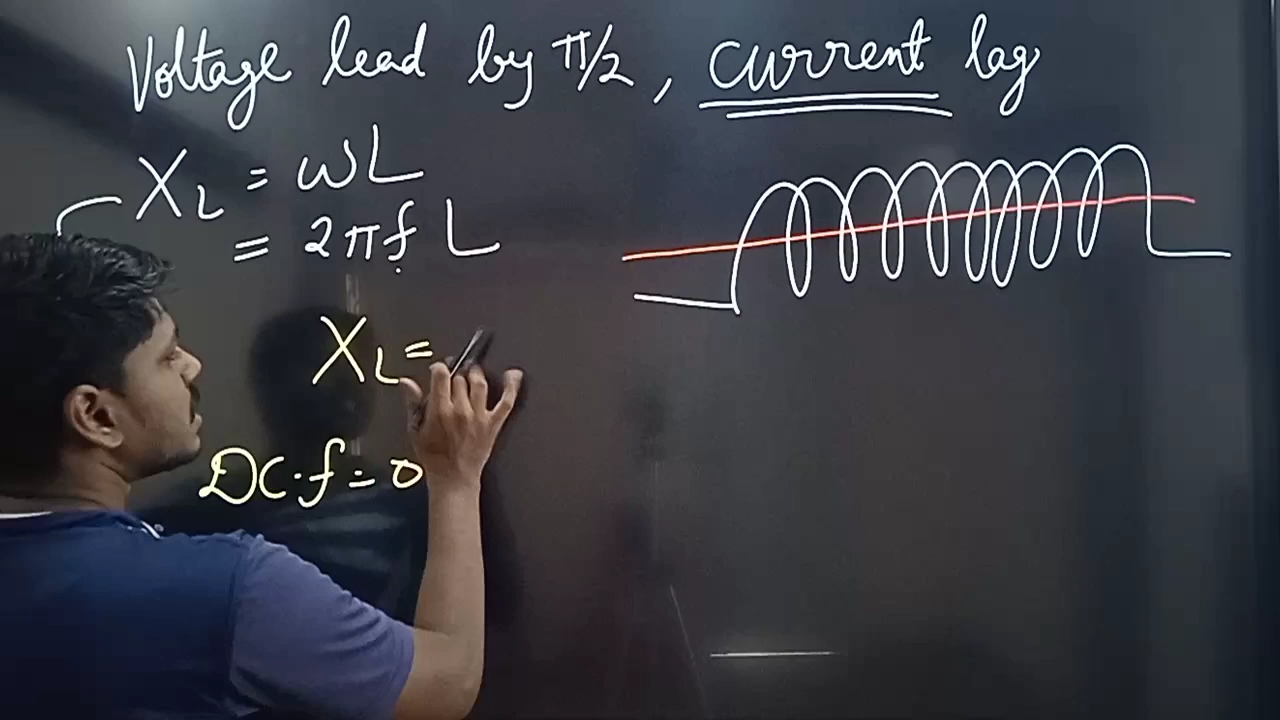 Voltage lead by π/2, current lag
X_L = ωL
= 2πf L
X_L =
DC. f = 0